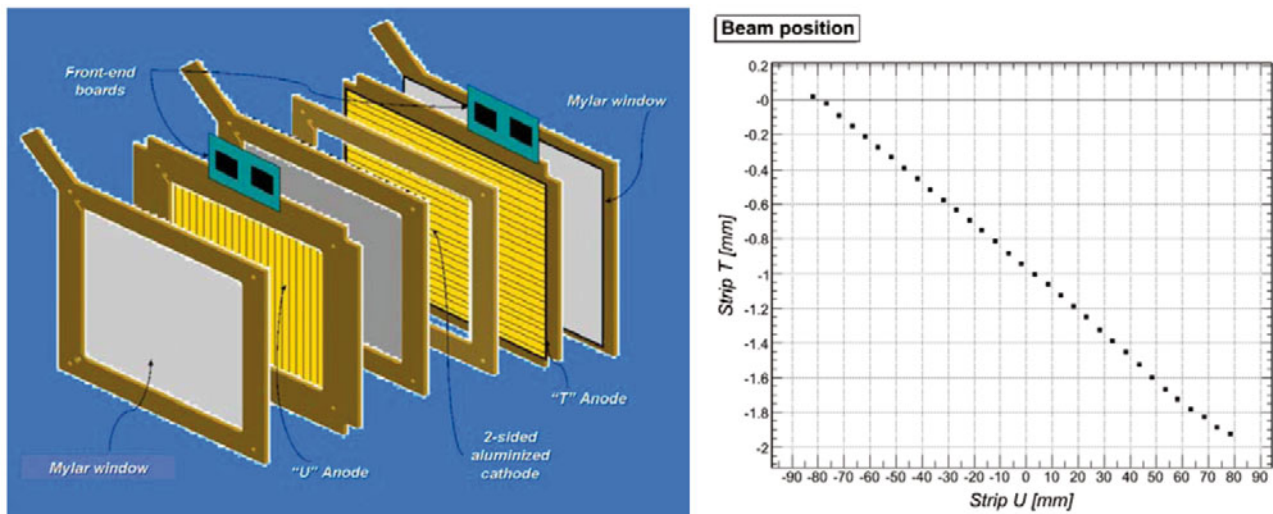 Front-end
boards
Mylar window
"T" Anode
2-sided
aluminized
cathode
"U" Anode
Mylar window
Beam position
Strip T [mm]
0.2
-0
-0.2
-0.4
-0.6
-0.8
-1
-1.2
-1.4
-1.6
-1.8
-2
-90 -80 -70 -60 -50 -40 -30 -20 -10 0 10 20 30 40 50 60 70 80 90
Strip U [mm]